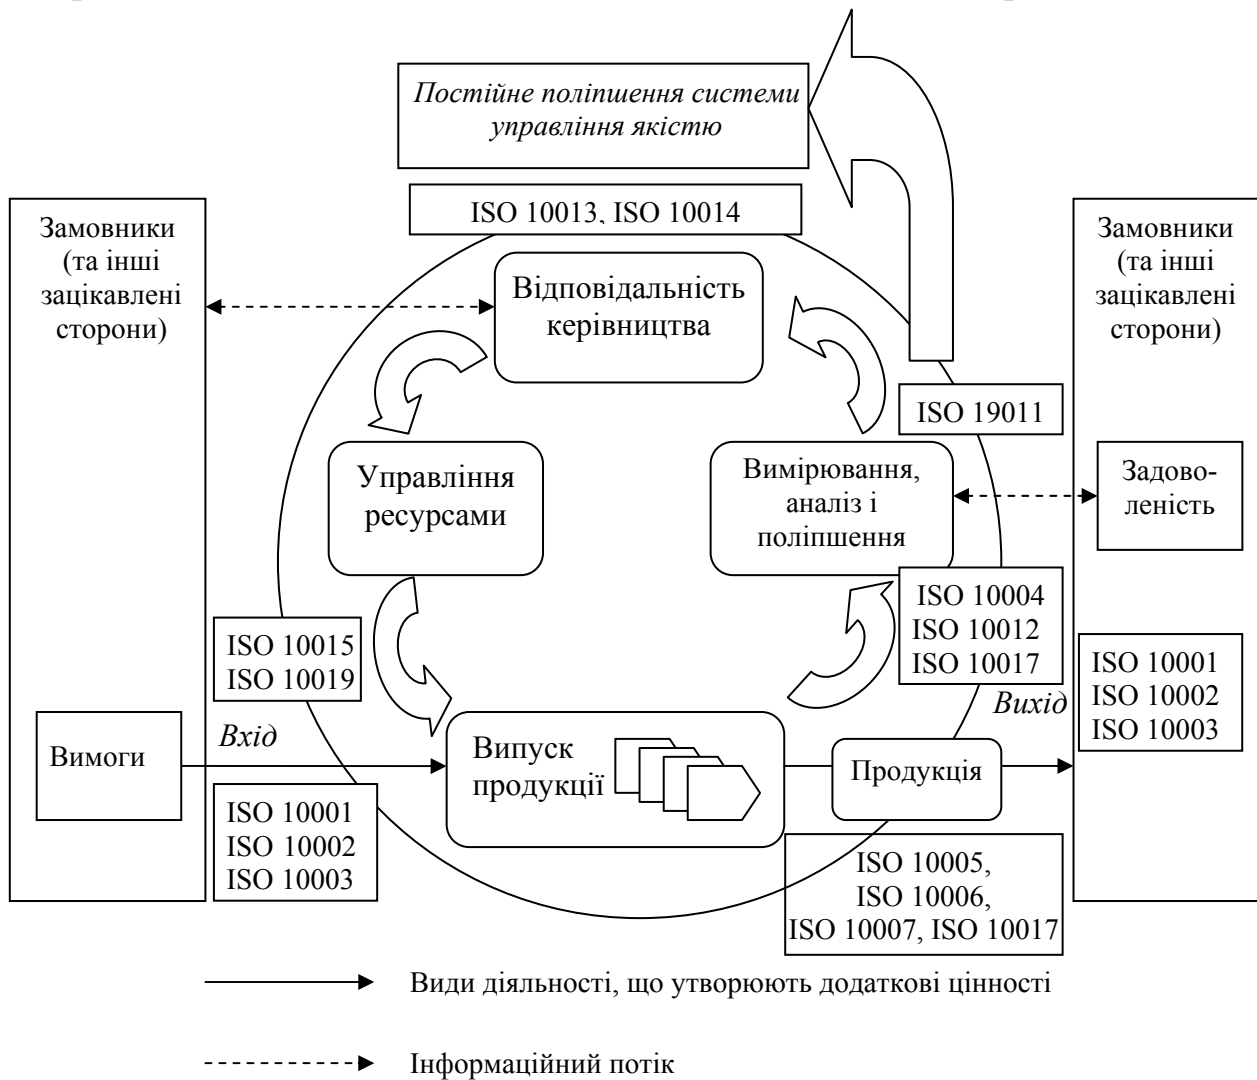 Постійне поліпшення системи
управління якістю
ISO 10013, ISO 10014
Замовники
(та інші
зацікавлені
сторони)
Відповідальність
керівництва
Замовники
(та інші
зацікавлені
сторони)
ISO 19011
Управління
ресурсами
Вимірювання,
аналіз і
поліпшення
Задово-
леність
ISO 10015
ISO 10019
ISO 10004
ISO 10012
ISO 10017
ISO 10001
ISO 10002
ISO 10003
Вимоги
Вхід
Випуск
продукції
Продукція
Вихід
ISO 10001
ISO 10002
ISO 10003
ISO 10005,
ISO 10006,
ISO 10007, ISO 10017
Види діяльності, що утворюють додаткові цінності
Інформаційний потік